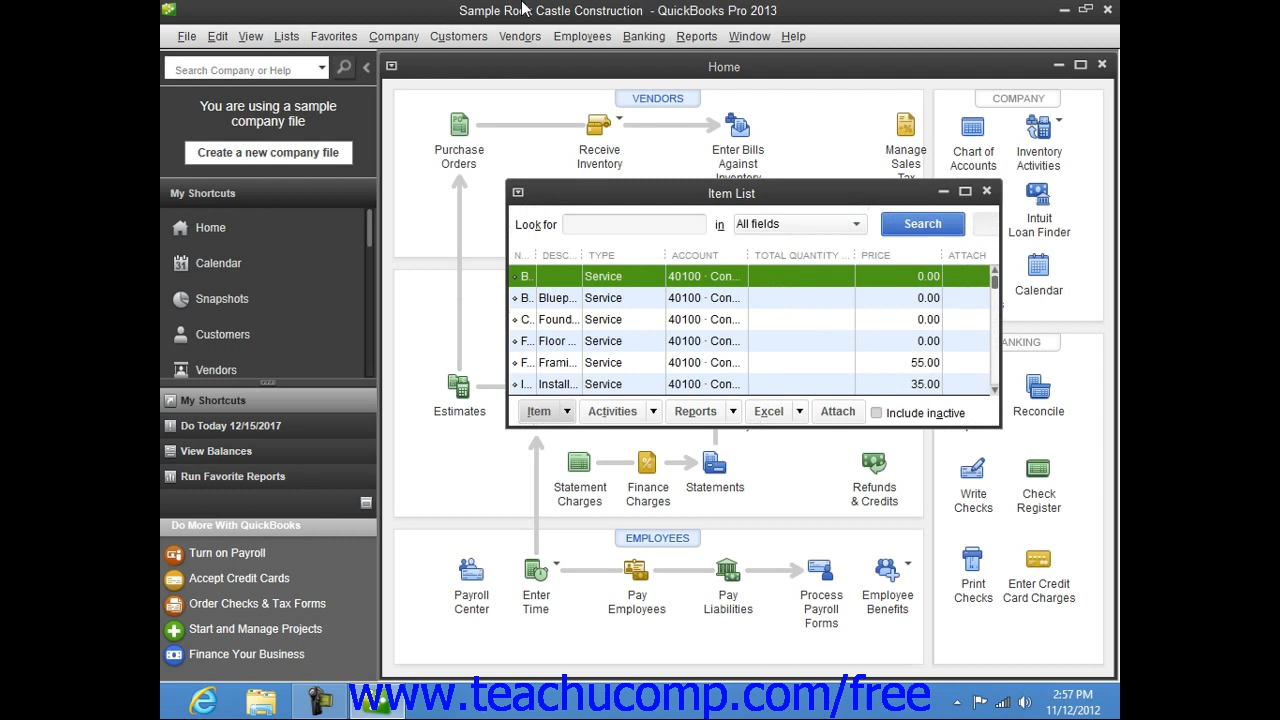 Sample Rock Castle Construction - QuickBooks Pro 2013
File Edit View Lists Favorites Company Customers Vendors Employees Banking Reports Window Help
Search Company or Help
You are using a sample
company file
Create a new company file
My Shortcuts
Home
Calendar
Snapshots
Customers
Vendors
My Shortcuts
Do Today 12/15/2017
View Balances
Run Favorite Reports
Do More With QuickBooks
Turn on Payroll
Accept Credit Cards
Order Checks & Tax Forms
Start and Manage Projects
Finance Your Business
Home
VENDORS
Purchase
Orders
Receive
Inventory
Enter Bills
Against
Inventory
Manage
Sales
Tax
COMPANY
Chart of
Accounts
Inventory
Activities
Intuit
Loan Finder
Calendar
Item List
Look for in All fields Search
N... DESC... TYPE ACCOUNT TOTAL QUANTITY ... PRICE ATTACH
B.. Service 40100 · Con... 0.00
B.. Bluep... Service 40100 · Con... 0.00
C... Found... Service 40100 · Con... 0.00
F... Floor ... Service 40100 · Con... 0.00
F... Frami... Service 40100 · Con... 55.00
I... Install... Service 40100 · Con... 35.00
Item Activities Reports Excel Attach Include inactive
Estimates
Statement
Charges
Finance
Charges
Statements
Refunds
& Credits
ANKING
Reconcile
Write
Checks
Check
Register
Print
Checks
Enter Credit
Card Charges
EMPLOYEES
Payroll
Center
Enter
Time
Pay
Employees
Pay
Liabilities
Process
Payroll
Forms
Employee
Benefits
www.teachucomp.com/free
2:57 PM
11/12/2012